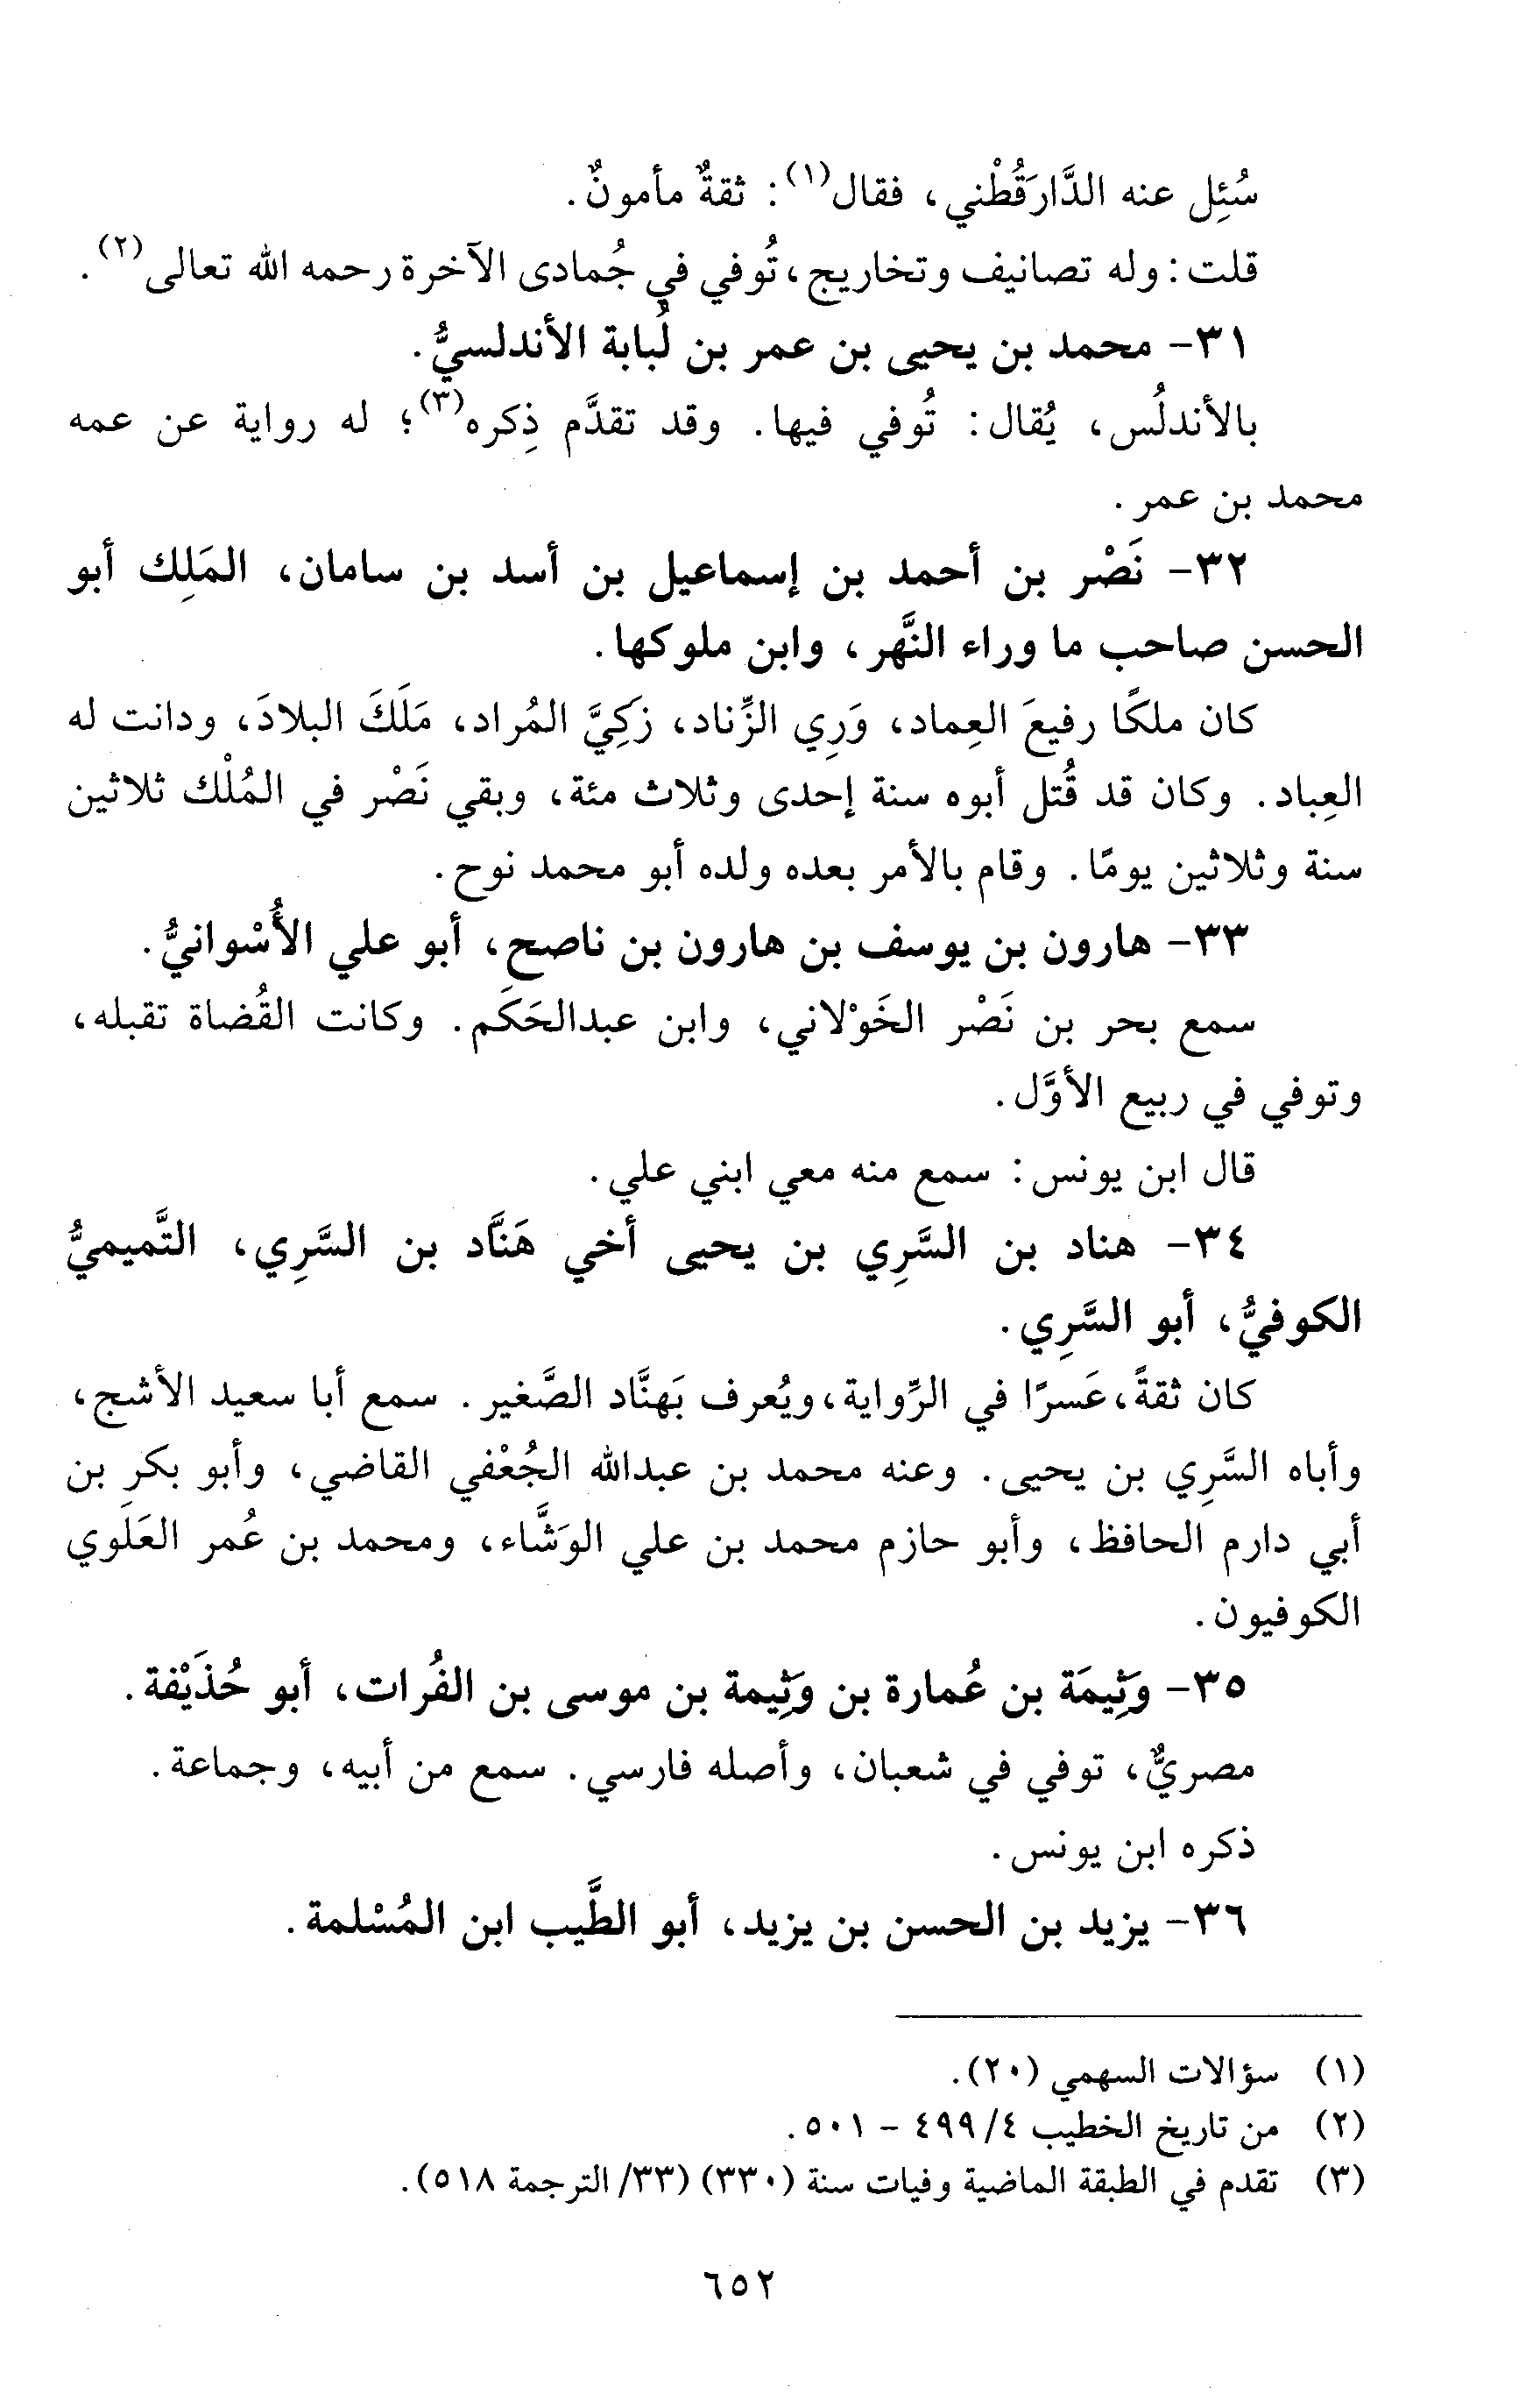 سُئِل عنه الدَّارَقُطْني، فقال(١): ثقةٌ مأمونٌ.
قلت: وله تصانيف وتخاريج، تُوفي في جُمادى الآخرة رحمه الله تعالى(٢).
٣١- محمد بن يحيى بن عمر بن لُبابة الأندلسيُّ.
بالأندلُس، يُقال: تُوفي فيها. وقد تقدَّم ذِكره(٣)؛ له رواية عن عمه
محمد بن عمر.
٣٢- نَصْر بن أحمد بن إسماعيل بن أسد بن سامان، المَلِك أبو
الحسن صاحب ما وراء النَّهر، وابن ملوكها.
كان ملكًا رفيعَ العِماد، وَرِي الزِّناد، زكِيَّ المُراد، مَلَكَ البلادَ، ودانت له
العِباد. وكان قد قُتل أبوه سنة إحدى وثلاث مئة، وبقي نَصْر في المُلْك ثلاثين
سنة وثلاثين يومًا. وقام بالأمر بعده ولده أبو محمد نوح.
٣٣- هارون بن يوسف بن هارون بن ناصح، أبو علي الأُسْوانيُّ.
سمع بحر بن نَصْر الخَوْلاني، وابن عبدالحَكَم. وكانت القُضاة تقبله،
وتوفي في ربيع الأوَّل.
قال ابن يونس: سمع منه معي ابني علي.
٣٤- هناد بن السَّرِي بن يحيى أخي هَنَّاد بن السَّرِي، التَّميميُّ
الكوفيُّ، أبو السَّرِي.
كان ثقةً، عَسرًا في الرِّواية، ويُعرف بَهنَّاد الصَّغير. سمع أبا سعيد الأشج،
وأباه السَّرِي بن يحيى. وعنه محمد بن عبدالله الجُعْفي القاضي، وأبو بكر بن
أبي دارم الحافظ، وأبو حازم محمد بن علي الوَشَّاء، ومحمد بن عُمر العَلَوي
الكوفيون.
٣٥- وَثِيمَة بن عُمارة بن وَثِيمة بن موسى بن الفُرات، أبو حُذَيْفة.
مصريٌّ، توفي في شعبان، وأصله فارسي. سمع من أبيه، وجماعة.
ذكره ابن يونس.
٣٦- يزيد بن الحسن بن يزيد، أبو الطَّيب ابن المُسْلمة.
(١) سؤالات السهمي (٢٠).
(٢) من تاريخ الخطيب ٤/ ٤٩٩ - ٥٠١.
(٣) تقدم في الطبقة الماضية وفيات سنة (٣٣٠) (٣٣/ الترجمة ٥١٨).
٦٥٢